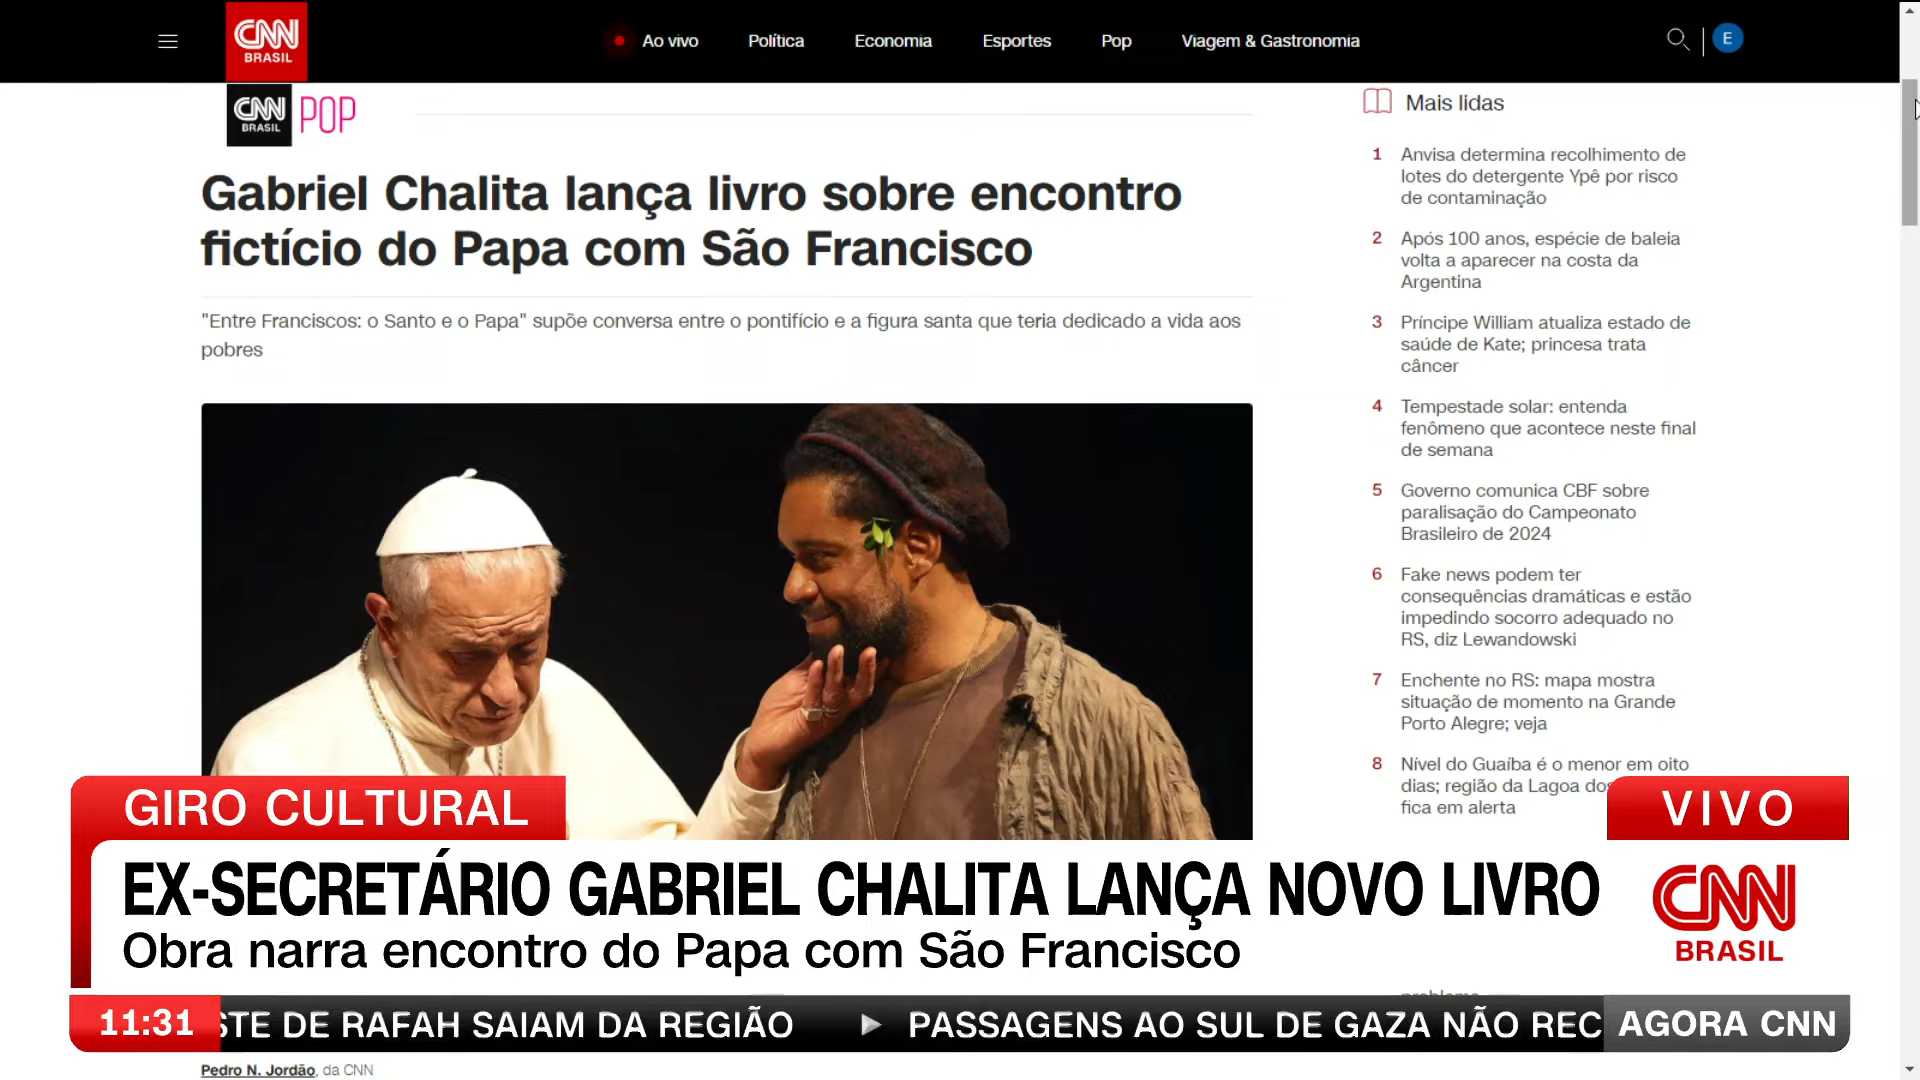 CNN
BRASIL
Ao vivo
Política
Economia
Esportes
Pop
Viagem & Gastronomia
E
CNN
BRASIL
POP
Gabriel Chalita lança livro sobre encontro
fictício do Papa com São Francisco
"Entre Franciscos: o Santo e o Papa" supõe conversa entre o pontifício e a figura santa que teria dedicado a vida aos
pobres
Mais lidas
1 Anvisa determina recolhimento de
lotes do detergente Ypê por risco
de contaminação
2 Após 100 anos, espécie de baleia
volta a aparecer na costa da
Argentina
3 Príncipe William atualiza estado de
saúde de Kate; princesa trata
câncer
4 Tempestade solar: entenda
fenômeno que acontece neste final
de semana
5 Governo comunica CBF sobre
paralisação do Campeonato
Brasileiro de 2024
6 Fake news podem ter
consequências dramáticas e estão
impedindo socorro adequado no
RS, diz Lewandowski
7 Enchente no RS: mapa mostra
situação de momento na Grande
Porto Alegre; veja
8 Nível do Guaíba é o menor em oito
dias; região da Lagoa dos
fica em alerta
GIRO CULTURAL
VIVO
EX-SECRETÁRIO GABRIEL CHALITA LANÇA NOVO LIVRO
Obra narra encontro do Papa com São Francisco
CNN
BRASIL
11:31
STE DE RAFAH SAIAM DA REGIÃO
PASSAGENS AO SUL DE GAZA NÃO REC
AGORA CNN
Pedro N. Jordão, da CNN